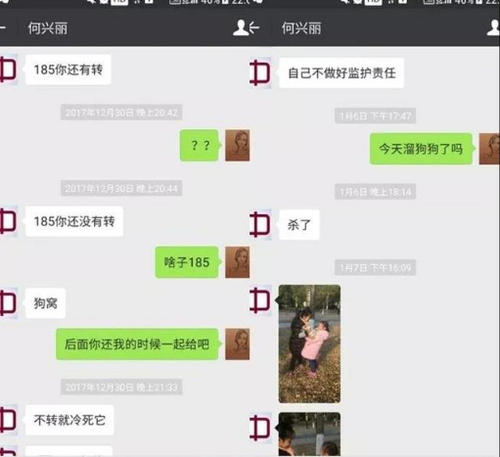 何兴丽
185你还有转
2017年12月30日 晚上20:42
？？
2017年12月30日 晚上20:44
185你还没有转
啥子185
狗窝
后面你还我的时候一起给吧
2017年12月30日 晚上21:33
不转就冷死它
何兴丽
自己不做好监护责任
1月6日 下午17:47
今天溜狗狗了吗
1月6日 晚上18:14
杀了
1月7日 下午16:09